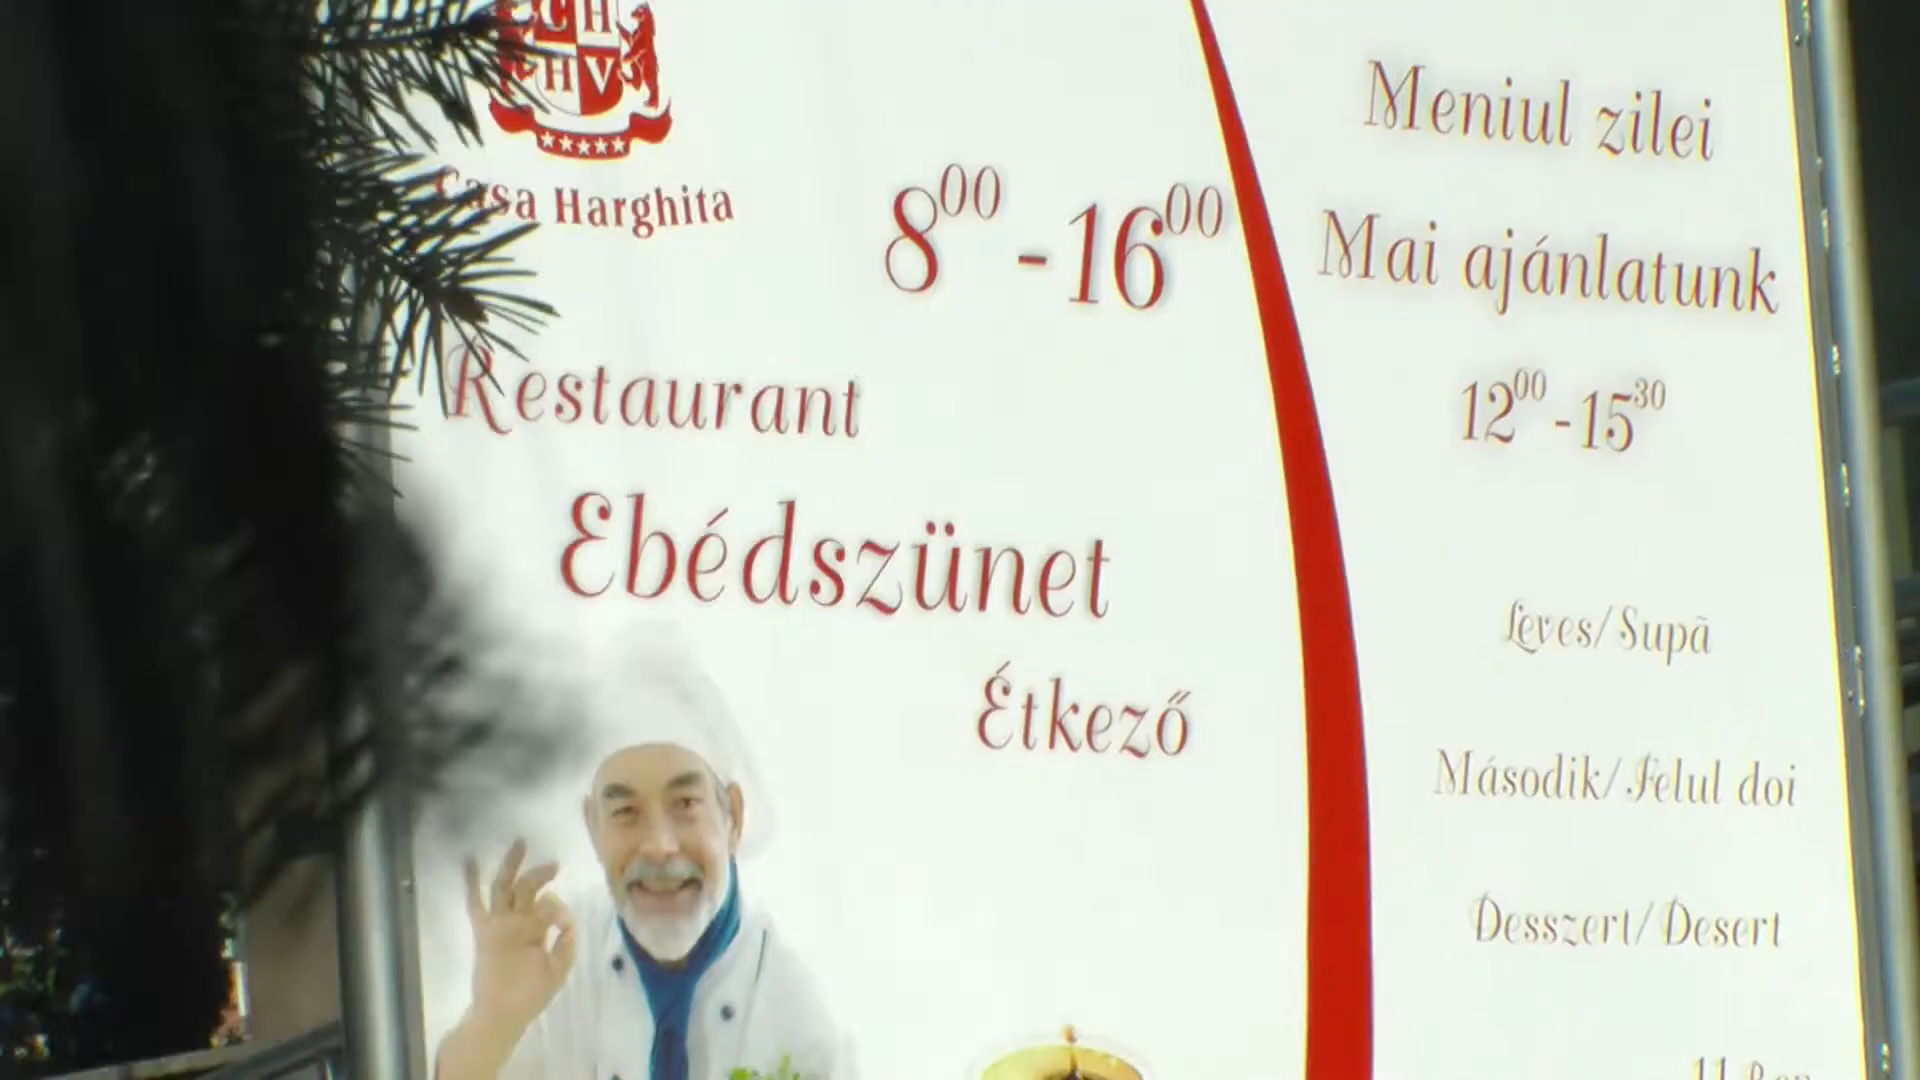 CH
HV
Casa Harghita
8⁰⁰-16⁰⁰
Restaurant
Ebédszünet
Étkező
Meniul zilei
Mai ajánlatunk
12⁰⁰-15³⁰
Leves/Supă
Második/Felul doi
Desszert/Desert